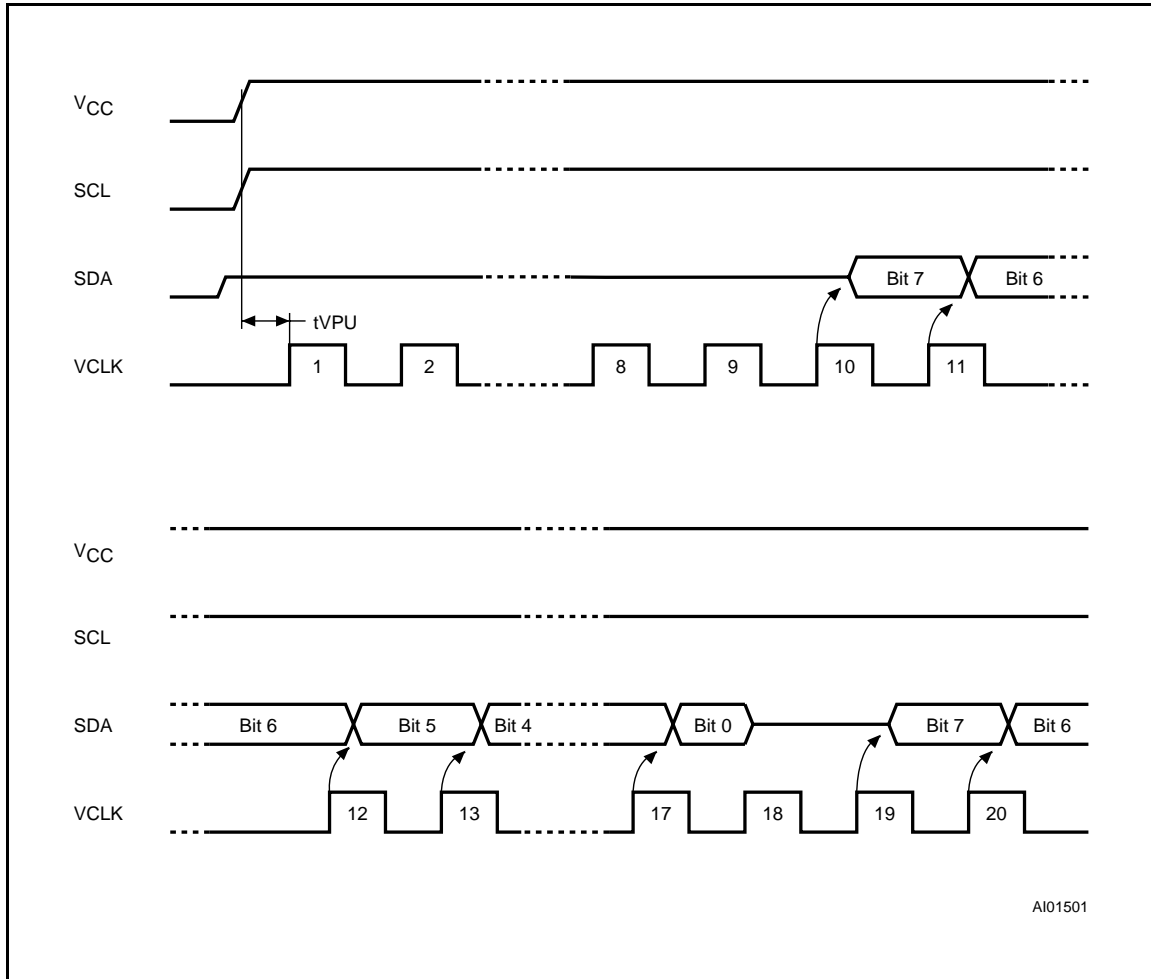 VCC
SCL
SDA Bit 7 Bit 6
tVPU
VCLK 1 2 8 9 10 11
VCC
SCL
SDA Bit 6 Bit 5 Bit 4 Bit 0 Bit 7 Bit 6
VCLK 12 13 17 18 19 20
AI01501